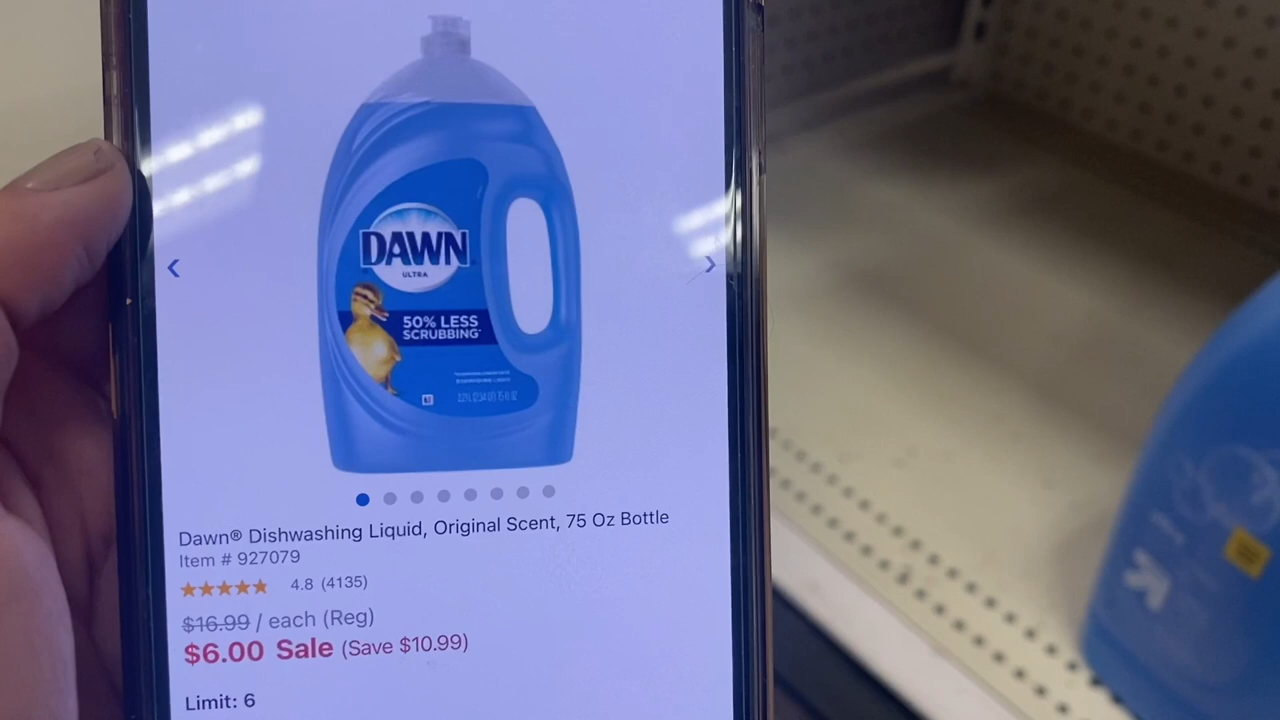 DAWN
ULTRA
50% LESS
SCRUBBING*
Dawn® Dishwashing Liquid, Original Scent, 75 Oz Bottle
Item # 927079
4.8 (4135)
$16.99 / each (Reg)
$6.00 Sale (Save $10.99)
Limit: 6